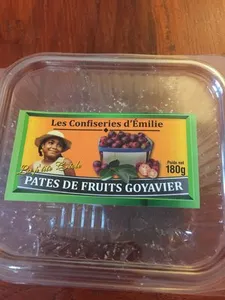 Les Confiseries d'Émilie
Poids net
180g
PATES DE FRUITS GOYAVIER